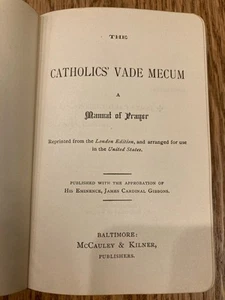 THE
CATHOLICS' VADE MECUM
A
Manual of Prayer
Reprinted from the London Edition, and arranged for use
in the United States.
PUBLISHED WITH THE APPROBATION OF
HIS EMINENCE, JAMES CARDINAL GIBBONS.
BALTIMORE:
MCCAULEY & KILNER,
PUBLISHERS.